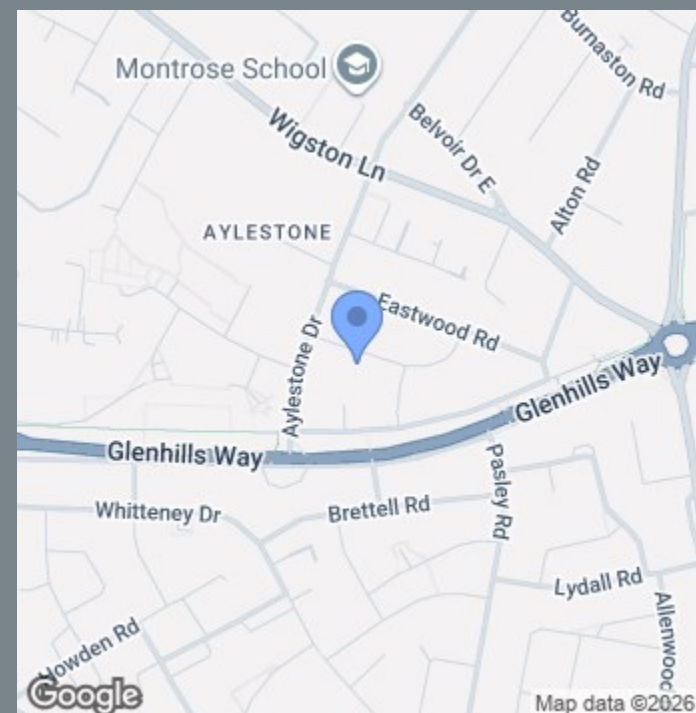 Burnaston Rd
Montrose School
Wigston Ln
Belvoir Dr E
Alton Rd
AYLESTONE
Eastwood Rd
Aylestone Dr
Glenhills Way
Glenhills Way
Pasley Rd
Whitteney Dr
Brettell Rd
Lydall Rd
Allenwood
Howden Rd
Google
Map data ©2026